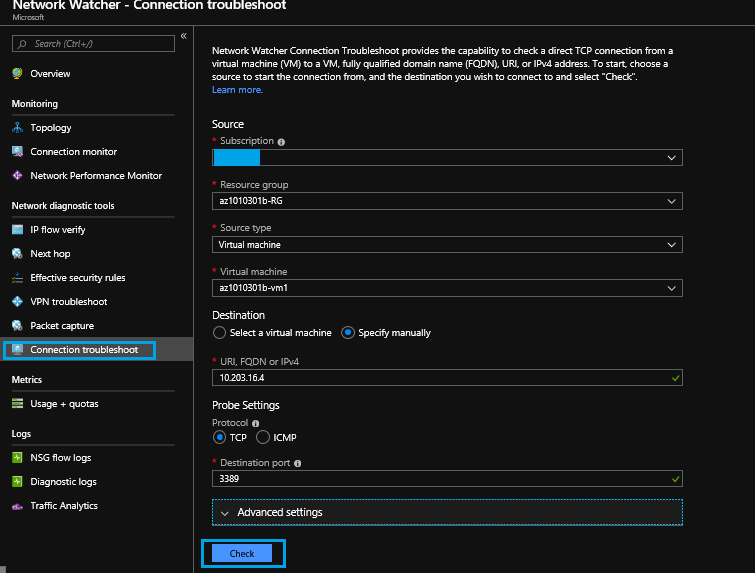 Network Watcher - Connection troubleshoot
Microsoft
Search (Ctrl+/)
«
Overview
Monitoring
Topology
Connection monitor
Network Performance Monitor
Network diagnostic tools
IP flow verify
Next hop
Effective security rules
VPN troubleshoot
Packet capture
Connection troubleshoot
Metrics
Usage + quotas
Logs
NSG flow logs
Diagnostic logs
Traffic Analytics
Network Watcher Connection Troubleshoot provides the capability to check a direct TCP connection from a
virtual machine (VM) to a VM, fully qualified domain name (FQDN), URI, or IPv4 address. To start, choose a
source to start the connection from, and the destination you wish to connect to and select "Check".
Learn more.
Source
* Subscription
* Resource group
az1010301b-RG
* Source type
Virtual machine
* Virtual machine
az1010301b-vm1
Destination
Select a virtual machine Specify manually
* URI, FQDN or IPv4
10.203.16.4
Probe Settings
Protocol
TCP ICMP
* Destination port
3389
Advanced settings
Check